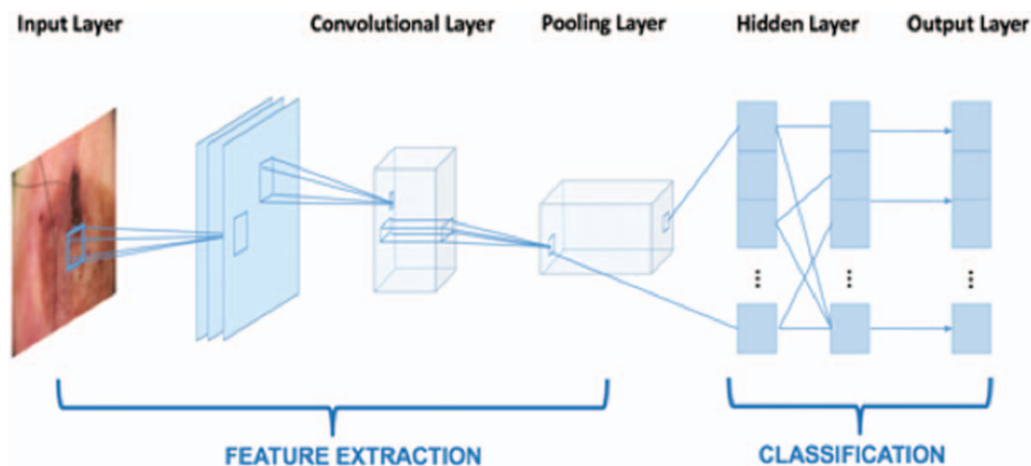 Input Layer Convolutional Layer Pooling Layer Hidden Layer Output Layer
... ... ...
FEATURE EXTRACTION CLASSIFICATION